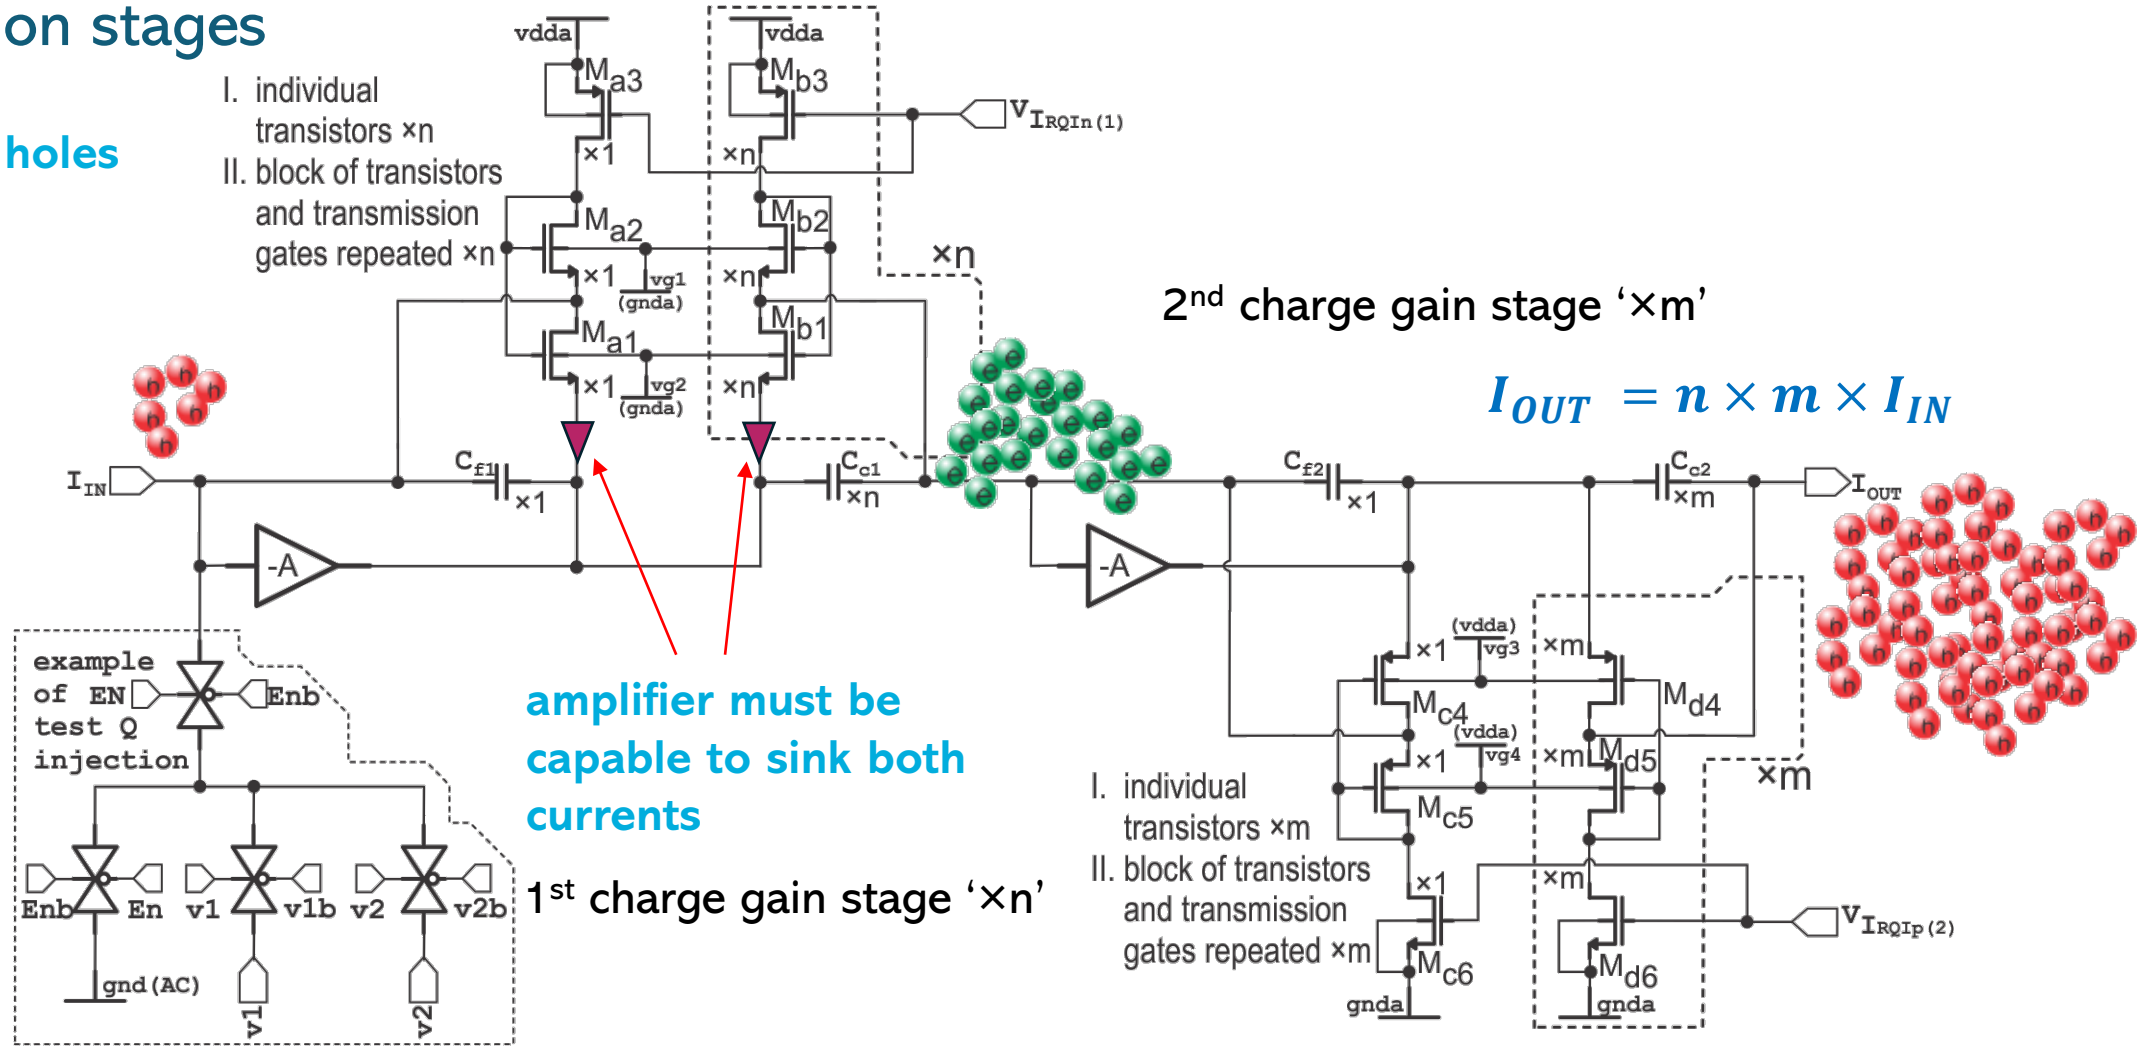 on stages
holes
I. individual
transistors ×n
II. block of transistors
and transmission
gates repeated ×n
vdda
vdda
Ma3
Mb3
×1
×n
VIRQIn(1)
Ma2
Mb2
×1
×n
vg1
(gnda)
×n
Ma1
Mb1
×1
×n
vg2
(gnda)
2nd charge gain stage ‘×m’
IOUT = n × m × IIN
h h h h h h
e e e e e e e e e e e e e e e e e e e e e e
IIN
Cf1
×1
Cc1
×n
Cf2
×1
Cc2
×m
IOUT
-A
-A
example
of EN
Enb
test Q
injection
amplifier must be
capable to sink both
currents
1st charge gain stage ‘×n’
Enb
En
v1
v1b
v2
v2b
gnd(AC)
v1
v2
(vdda)
vg3
×1
×m
Mc4
Md4
(vdda)
vg4
×1
×m
Md5
Mc5
×m
I. individual
transistors ×m
II. block of transistors
and transmission
gates repeated ×m
×1
×m
VIRQIp(2)
Mc6
Md6
gnda
gnda